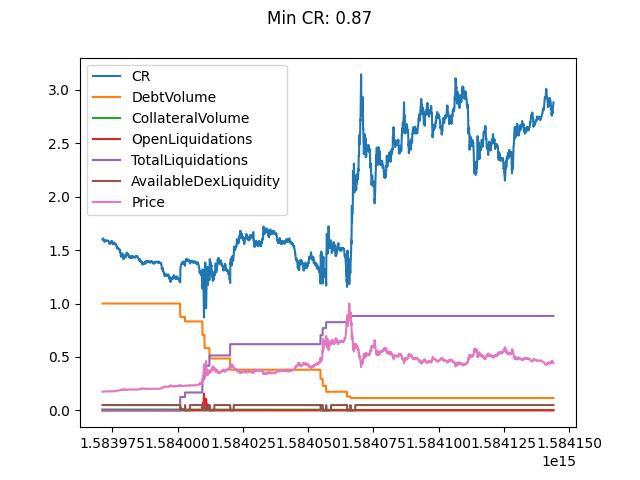 Min CR: 0.87
CR
DebtVolume
CollateralVolume
OpenLiquidations
TotalLiquidations
AvailableDexLiquidity
Price
3.0
2.5
2.0
1.5
1.0
0.5
0.0
1.583975 1.584000 1.584025 1.584050 1.584075 1.584100 1.584125 1.584150
1e15